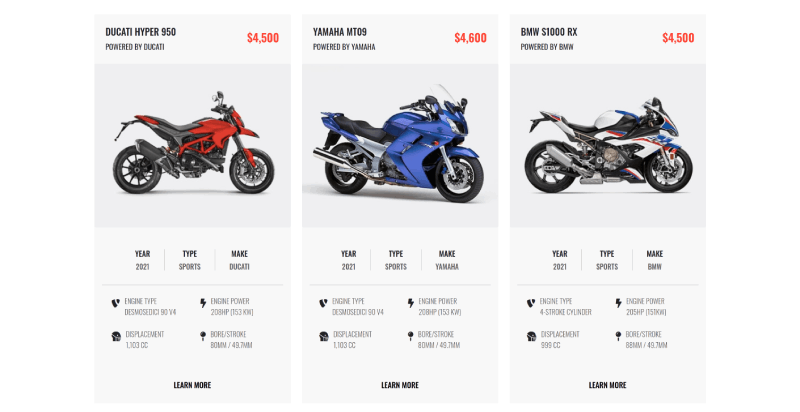 DUCATI HYPER 950
POWERED BY DUCATI
$4,500
YEAR TYPE MAKE
2021 SPORTS DUCATI
ENGINE TYPE
DESMOSEDICI 90 V4
ENGINE POWER
208HP (153 KW)
DISPLACEMENT
1,103 CC
BORE/STROKE
80MM / 49.7MM
LEARN MORE
YAMAHA MT09
POWERED BY YAMAHA
$4,600
YEAR TYPE MAKE
2021 SPORTS YAMAHA
ENGINE TYPE
DESMOSEDICI 90 V4
ENGINE POWER
208HP (153 KW)
DISPLACEMENT
1,103 CC
BORE/STROKE
80MM / 49.7MM
LEARN MORE
BMW S1000 RX
POWERED BY BMW
$4,500
YEAR TYPE MAKE
2021 SPORTS BMW
ENGINE TYPE
4-STROKE CYLINDER
ENGINE POWER
205HP (151KW)
DISPLACEMENT
999 CC
BORE/STROKE
88MM / 49.7MM
LEARN MORE